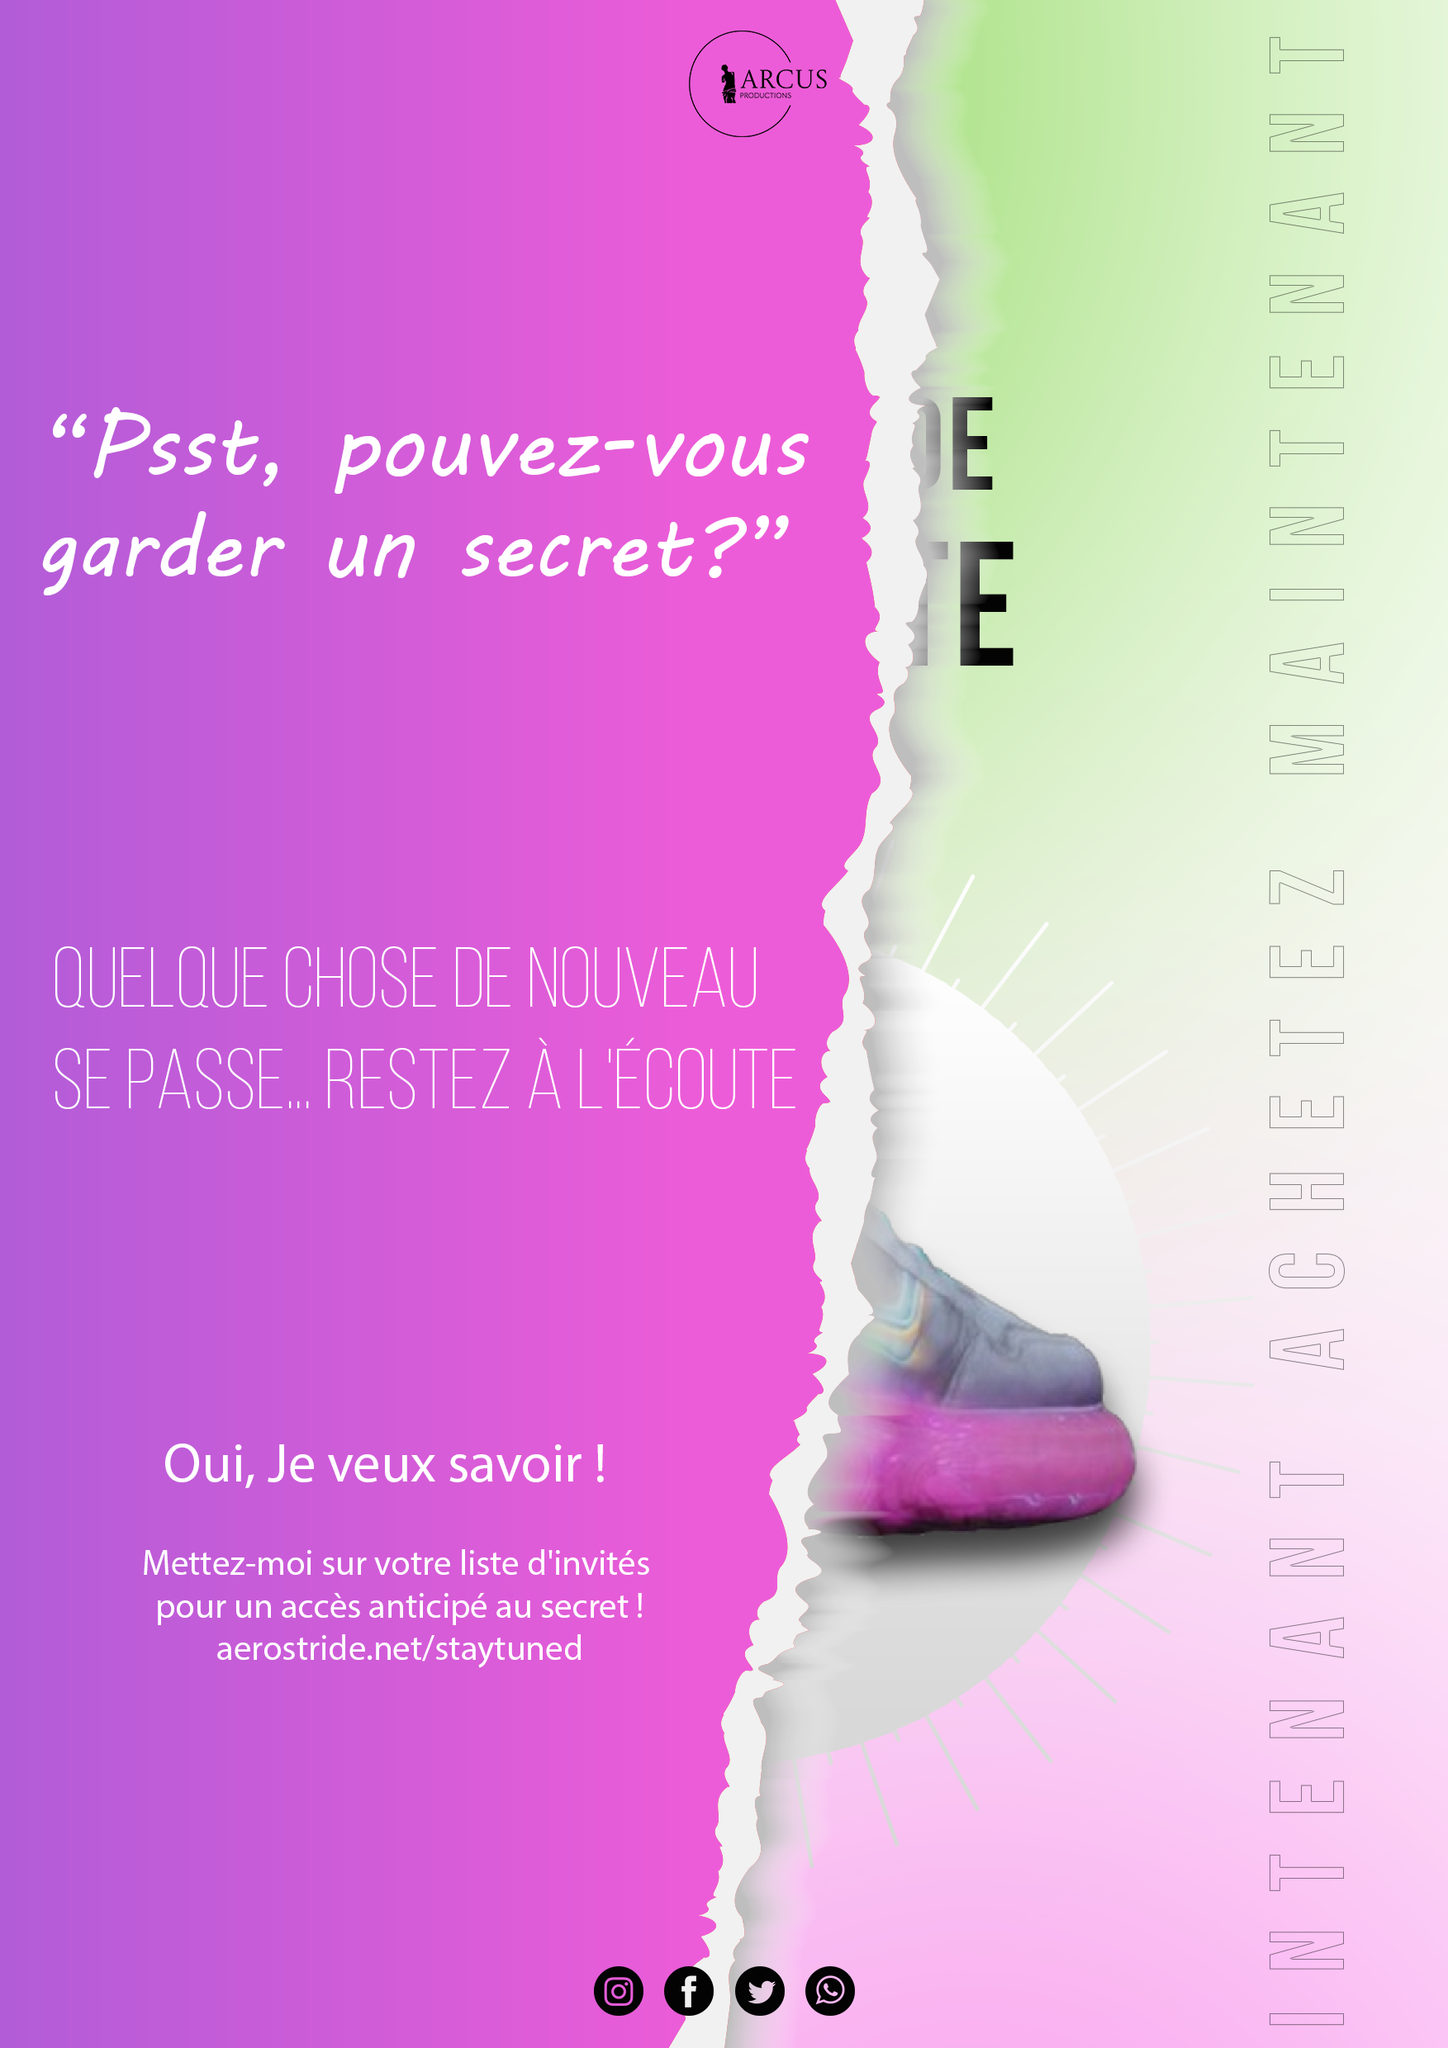 ARCUS
PRODUCTIONS
“Psst, pouvez-vous
garder un secret?”
DE
TE
QUELQUE CHOSE DE NOUVEAU
SE PASSE... RESTEZ À L'ÉCOUTE
Oui, Je veux savoir !
Mettez-moi sur votre liste d'invités
pour un accès anticipé au secret !
aerostride.net/staytuned
INTENANT ACHETEZ MAINTENANT